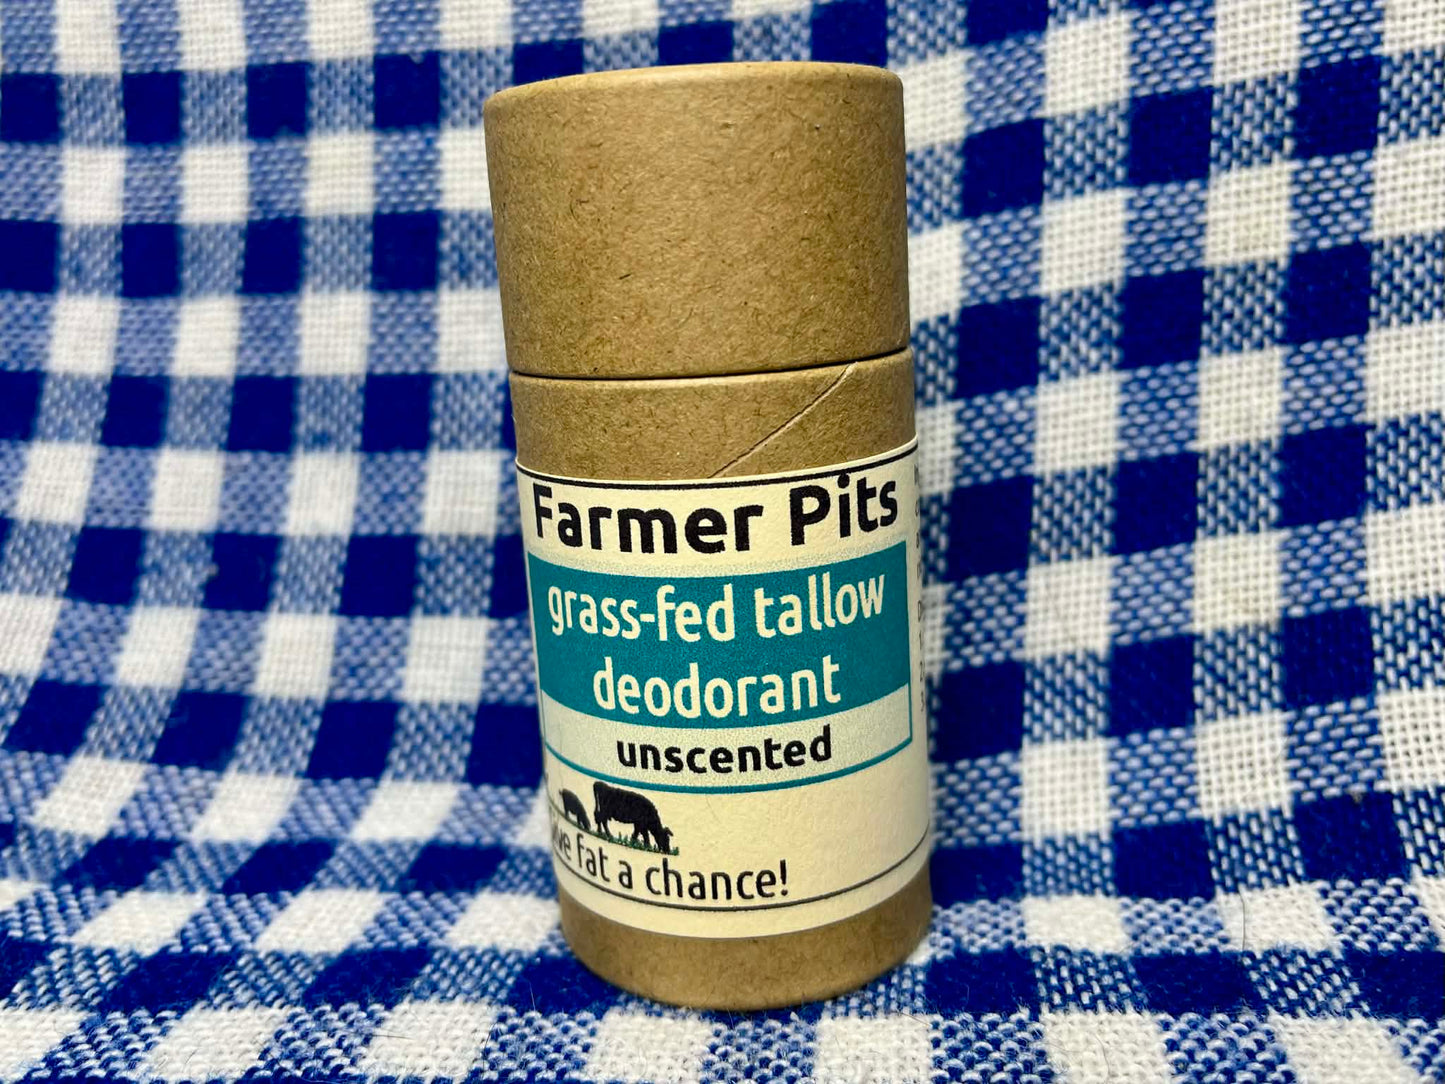 Farmer Pits
grass-fed tallow
deodorant
unscented
fat a chance!